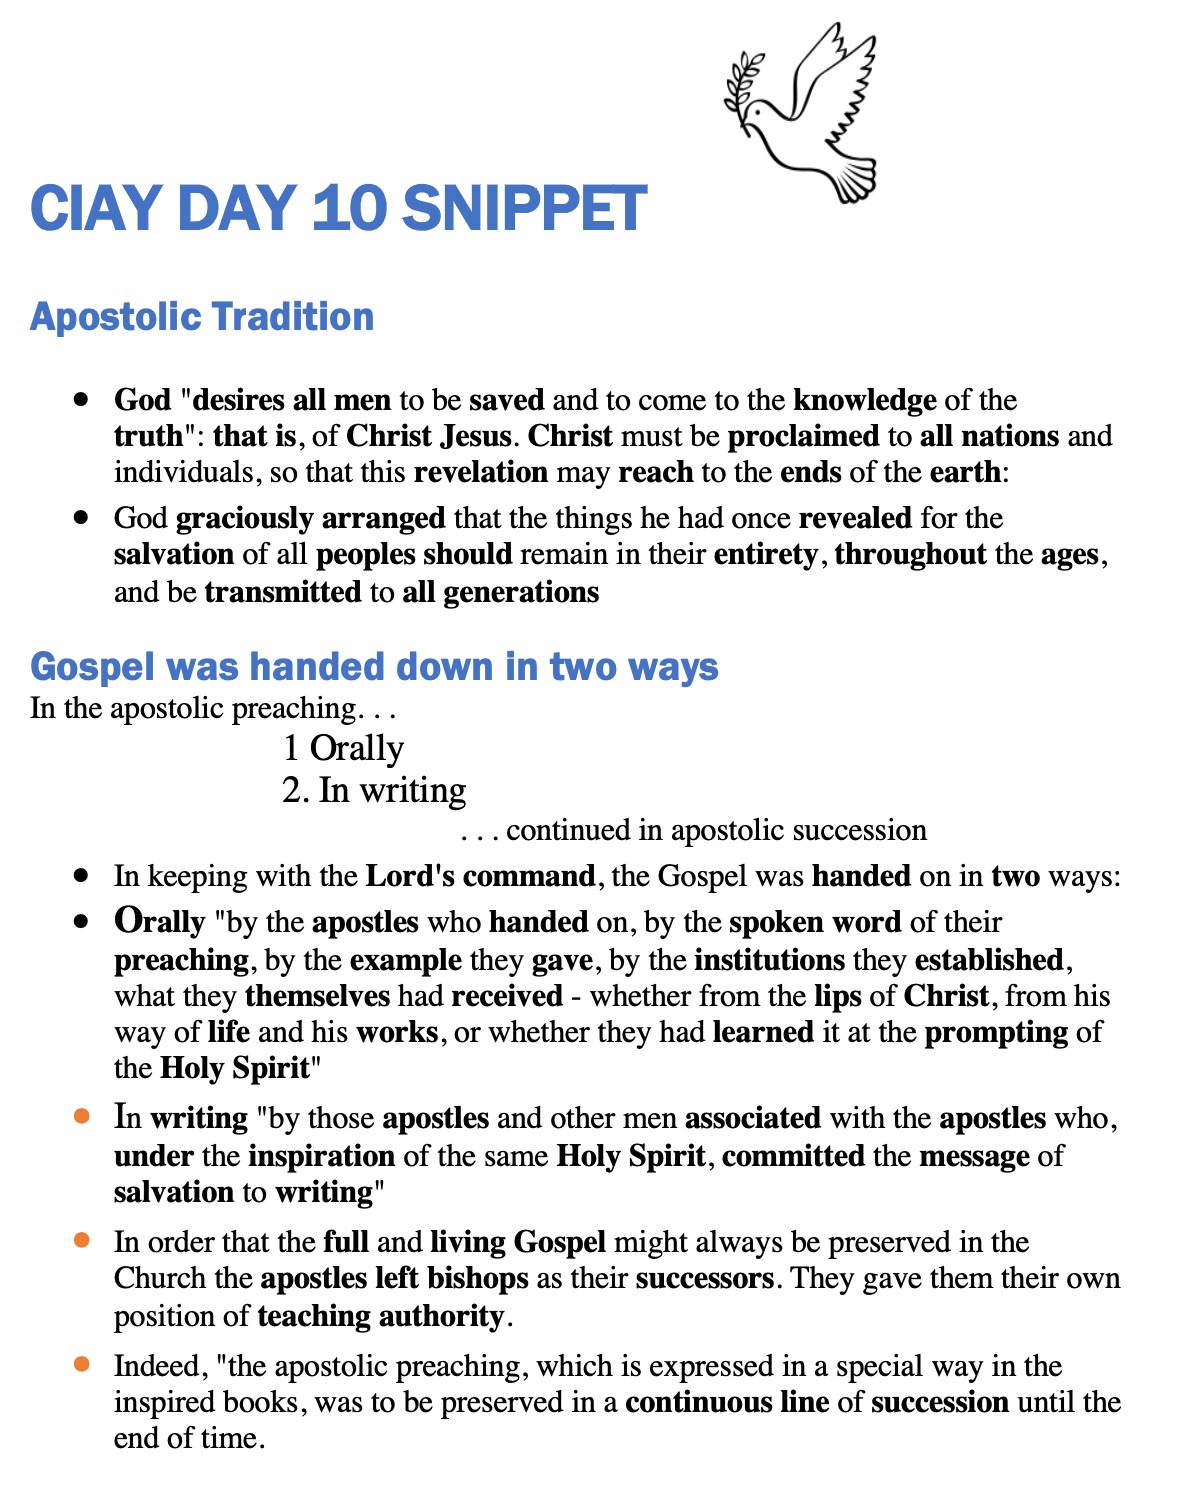 CIAY DAY 10 SNIPPET
Apostolic Tradition
• God "desires all men to be saved and to come to the knowledge of the
truth": that is, of Christ Jesus. Christ must be proclaimed to all nations and
individuals, so that this revelation may reach to the ends of the earth:
• God graciously arranged that the things he had once revealed for the
salvation of all peoples should remain in their entirety, throughout the ages,
and be transmitted to all generations
Gospel was handed down in two ways
In the apostolic preaching. . .
1 Orally
2. In writing
. . . continued in apostolic succession
• In keeping with the Lord's command, the Gospel was handed on in two ways:
• Orally "by the apostles who handed on, by the spoken word of their
preaching, by the example they gave, by the institutions they established,
what they themselves had received - whether from the lips of Christ, from his
way of life and his works, or whether they had learned it at the prompting of
the Holy Spirit"
• In writing "by those apostles and other men associated with the apostles who,
under the inspiration of the same Holy Spirit, committed the message of
salvation to writing"
• In order that the full and living Gospel might always be preserved in the
Church the apostles left bishops as their successors. They gave them their own
position of teaching authority.
• Indeed, "the apostolic preaching, which is expressed in a special way in the
inspired books, was to be preserved in a continuous line of succession until the
end of time.